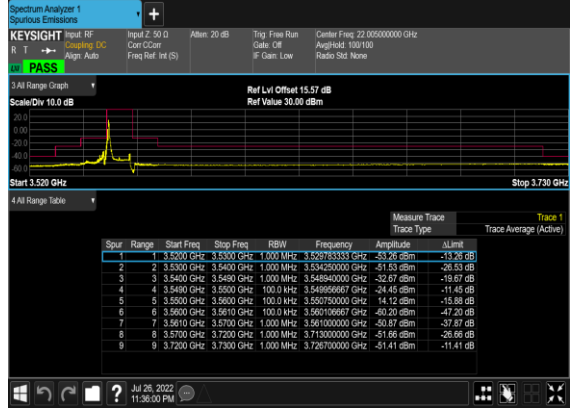 Spectrum Analyzer 1
Spurious Emissions
+
KEYSIGHT Input: RF Input Z: 50 Ω Atten: 20 dB Trig: Free Run Center Freq: 22.005000000 GHz
R T Coupling: DC Corr CCorr Gate: Off Avg|Hold: 100/100
Align: Auto Freq Ref: Int (S) IF Gain: Low Radio Std: None
LU PASS
3 All Range Graph Ref Lvl Offset 15.57 dB
Scale/Div 10.0 dB Ref Value 30.00 dBm
20.0
0.00
-20.0
-40.0
-60.0
Start 3.520 GHz Stop 3.730 GHz
4 All Range Table
Measure Trace Trace 1
Trace Type Trace Average (Active)
Spur Range Start Freq Stop Freq RBW Frequency Amplitude ΔLimit
1 1 3.5200 GHz 3.5300 GHz 1.000 MHz 3.529783333 GHz -53.26 dBm -13.26 dB
2 2 3.5300 GHz 3.5400 GHz 1.000 MHz 3.534250000 GHz -51.53 dBm -26.53 dB
3 3 3.5400 GHz 3.5490 GHz 1.000 MHz 3.548940000 GHz -32.67 dBm -19.67 dB
4 4 3.5490 GHz 3.5500 GHz 100.0 kHz 3.549956667 GHz -24.45 dBm -11.45 dB
5 5 3.5500 GHz 3.5600 GHz 100.0 kHz 3.550750000 GHz 14.12 dBm -15.88 dB
6 6 3.5600 GHz 3.5610 GHz 100.0 kHz 3.560106667 GHz -60.20 dBm -47.20 dB
7 7 3.5610 GHz 3.5700 GHz 1.000 MHz 3.561000000 GHz -50.87 dBm -37.87 dB
8 8 3.5700 GHz 3.7200 GHz 1.000 MHz 3.713000000 GHz -51.66 dBm -26.66 dB
9 9 3.7200 GHz 3.7300 GHz 1.000 MHz 3.726700000 GHz -51.41 dBm -11.41 dB
? Jul 26, 2022
11:36:00 PM